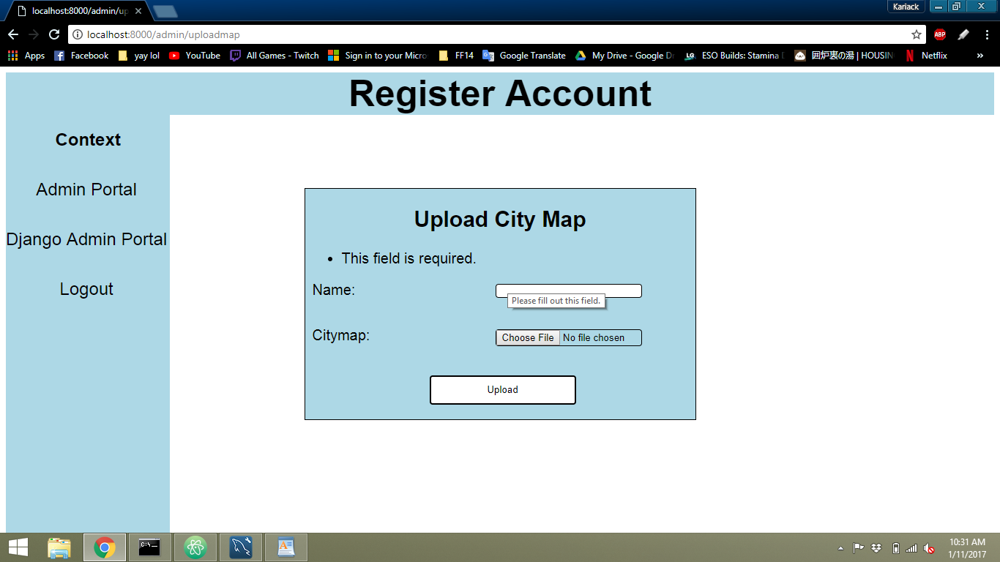 localhost:8000/admin/up
Kariack
localhost:8000/admin/uploadmap
ABP
Apps
Facebook
yay lol
YouTube
All Games - Twitch
Sign in to your Micro
FF14
Google Translate
My Drive - Google Dr
LG
ESO Builds: Stamina D
囲炉裏の湯 | HOUSIN
Netflix
»
Register Account
Context
Admin Portal
Django Admin Portal
Logout
Upload City Map
• This field is required.
Name:
Please fill out this field.
Citymap:
Choose File No file chosen
Upload
C:\
10:31 AM
1/11/2017